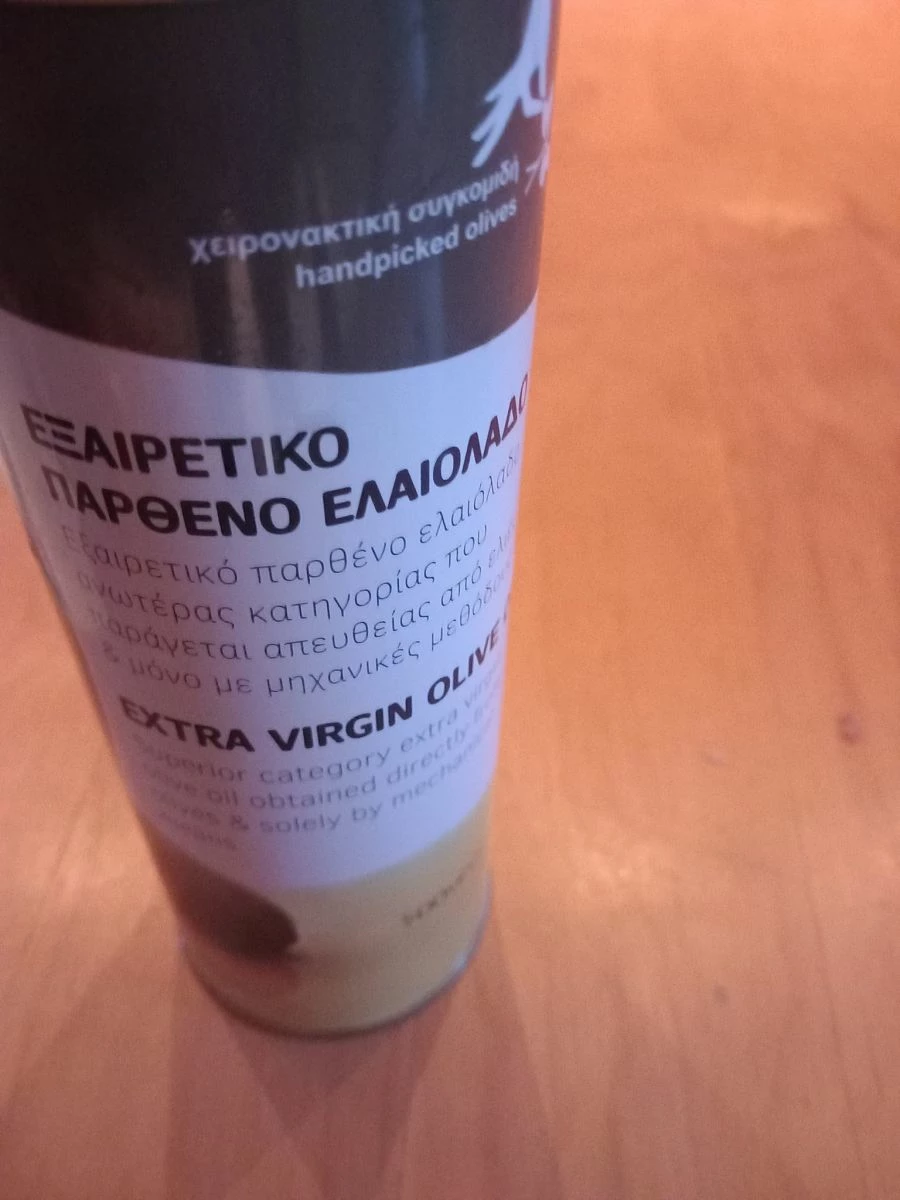 χειρονακτική συγκομιδή
handpicked olives
ΕΞΑΙΡΕΤΙΚΟ
ΠΑΡΘΕΝΟ ΕΛΑΙΟΛΑΔΟ
Εξαιρετικό παρθένο ελαιόλαδο
ανωτέρας κατηγορίας που
παράγεται απευθείας από
& μόνο με μηχανικές
EXTRA VIRGIN OLIVE
superior category extra
olive oil obtained directly
olives & solely by
means